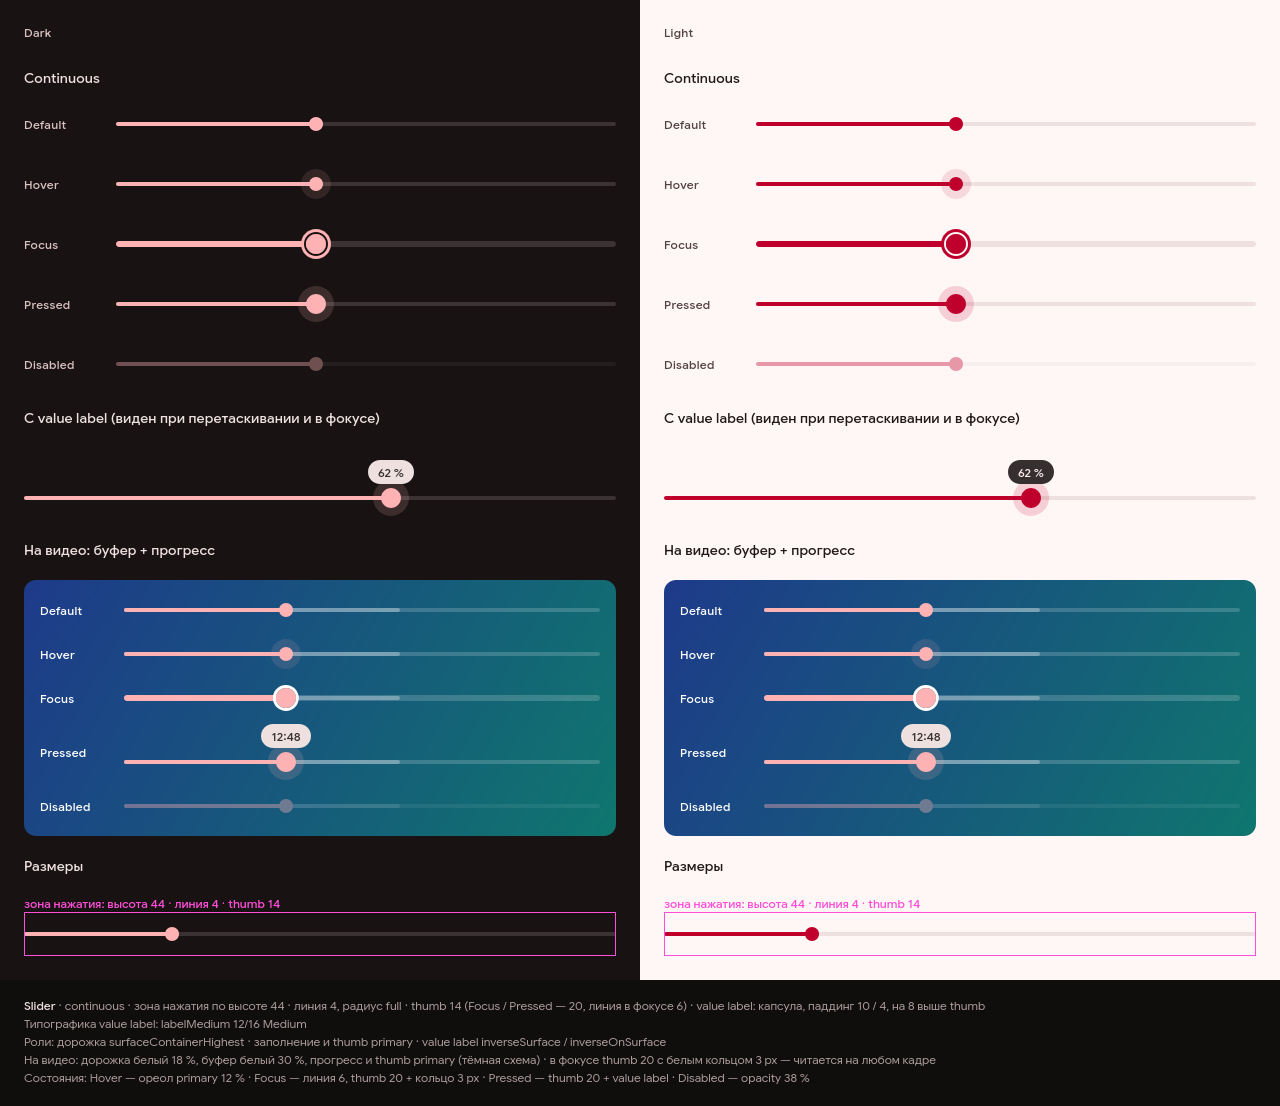 Dark
Continuous
Default
Hover
Focus
Pressed
Disabled
С value label (виден при перетаскивании и в фокусе)
62 %
На видео: буфер + прогресс
Default
Hover
Focus
12:48
Pressed
Disabled
Размеры
зона нажатия: высота 44 · линия 4 · thumb 14
Light
Continuous
Default
Hover
Focus
Pressed
Disabled
С value label (виден при перетаскивании и в фокусе)
62 %
На видео: буфер + прогресс
Default
Hover
Focus
12:48
Pressed
Disabled
Размеры
зона нажатия: высота 44 · линия 4 · thumb 14
Slider · continuous · зона нажатия по высоте 44 · линия 4, радиус full · thumb 14 (Focus / Pressed — 20, линия в фокусе 6) · value label: капсула, паддинг 10 / 4, на 8 выше thumb
Типографика value label: labelMedium 12/16 Medium
Роли: дорожка surfaceContainerHighest · заполнение и thumb primary · value label inverseSurface / inverseOnSurface
На видео: дорожка белый 18 %, буфер белый 30 %, прогресс и thumb primary (тёмная схема) · в фокусе thumb 20 с белым кольцом 3 px — читается на любом кадре
Состояния: Hover — ореол primary 12 % · Focus — линия 6, thumb 20 + кольцо 3 px · Pressed — thumb 20 + value label · Disabled — opacity 38 %